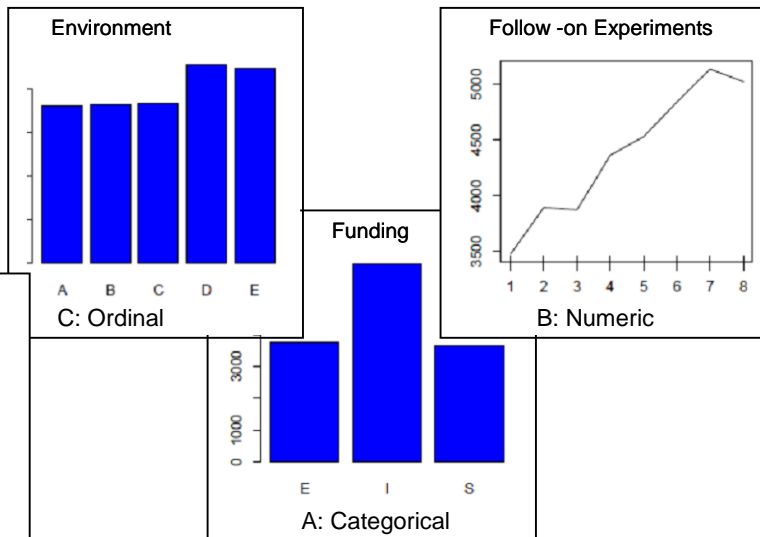 Environment
A B C D E
C: Ordinal
Follow -on Experiments
5000
4500
4000
3500
1 2 3 4 5 6 7 8
B: Numeric
Funding
3000
1000
0
E I S
A: Categorical